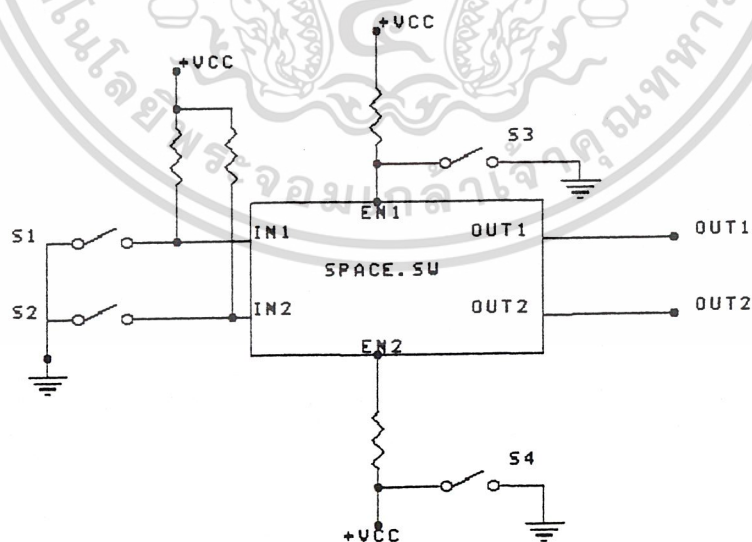 +VCC
+VCC
S3
EN1
S1
IN1
OUT1
OUT1
SPACE.SW
S2
IN2
OUT2
OUT2
EN2
S4
+VCC